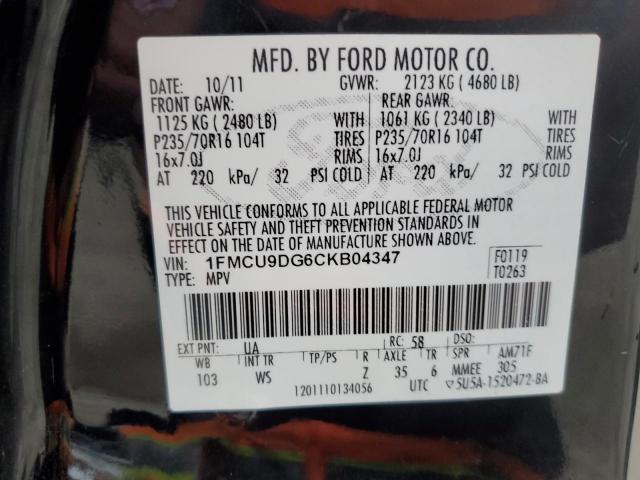 MFD. BY FORD MOTOR CO.
DATE: 10/11 GVWR: 2123 KG ( 4680 LB)
FRONT GAWR: REAR GAWR:
1125 KG ( 2480 LB) WITH 1061 KG ( 2340 LB) WITH
P235/70R16 104T TIRES P235/70R16 104T TIRES
16x7.0J RIMS 16x7.0J RIMS
AT 220 kPa/ 32 PSI COLD AT 220 kPa/ 32 PSI COLD
THIS VEHICLE CONFORMS TO ALL APPLICABLE FEDERAL MOTOR
VEHICLE SAFETY AND THEFT PREVENTION STANDARDS IN
EFFECT ON THE DATE OF MANUFACTURE SHOWN ABOVE.
VIN: 1FMCU9DG6CKB04347 F0119
TYPE: MPV T0263
EXT PNT: UA RC: 58 DSO:
WB INT TR TP/PS R AXLE TR SPR AM71F
103 WS Z 35 6 MMEE 305
1201110134056 UTC ▽5U5A-1520472-BA